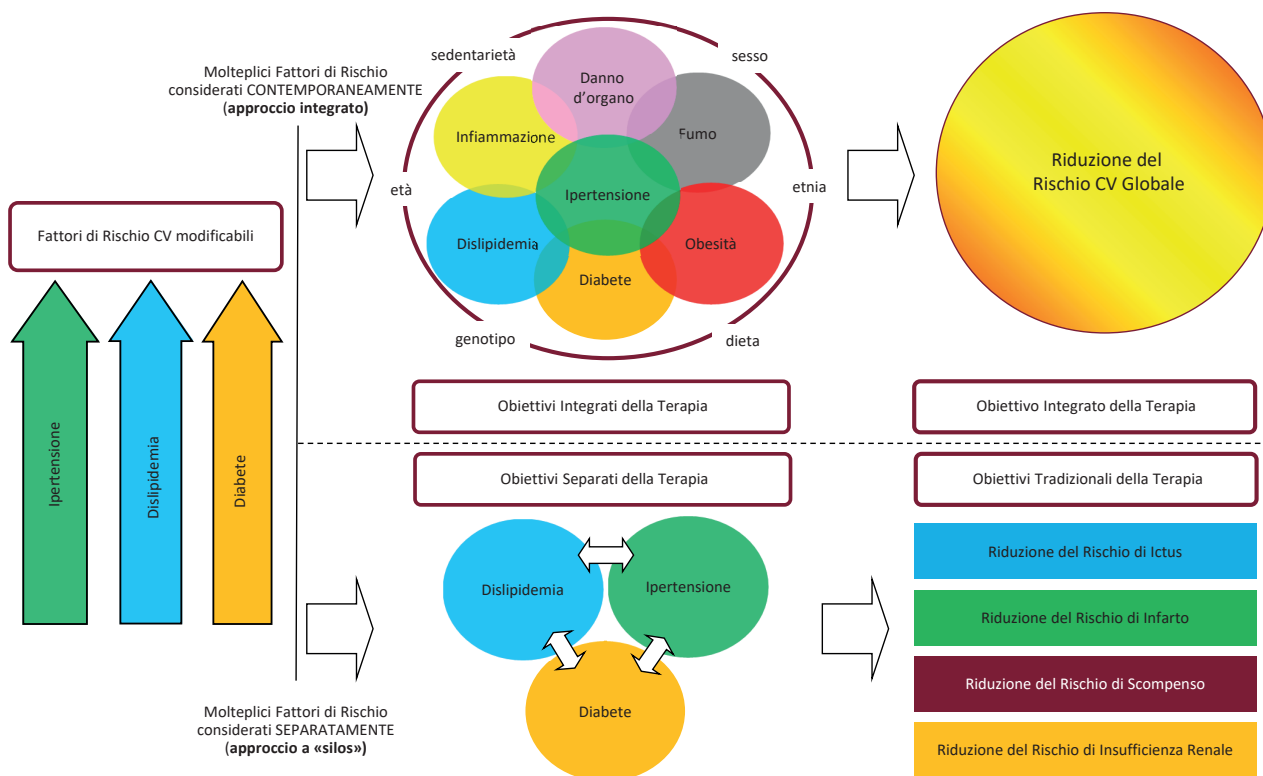 sedentarietà
sesso
Molteplici Fattori di Rischio
considerati CONTEMPORANEAMENTE
(approccio integrato)
Danno
d’organo
Infiammazione
Fumo
età
Ipertensione
etnia
Dislipidemia
Obesità
Diabete
genotipo
dieta
Riduzione del
Rischio CV Globale
Fattori di Rischio CV modificabili
Ipertensione
Dislipidemia
Diabete
Obiettivi Integrati della Terapia
Obiettivo Integrato della Terapia
Obiettivi Separati della Terapia
Obiettivi Tradizionali della Terapia
Dislipidemia
Ipertensione
Diabete
Riduzione del Rischio di Ictus
Riduzione del Rischio di Infarto
Riduzione del Rischio di Scompenso
Riduzione del Rischio di Insufficienza Renale
Molteplici Fattori di Rischio
considerati SEPARATAMENTE
(approccio a «silos»)